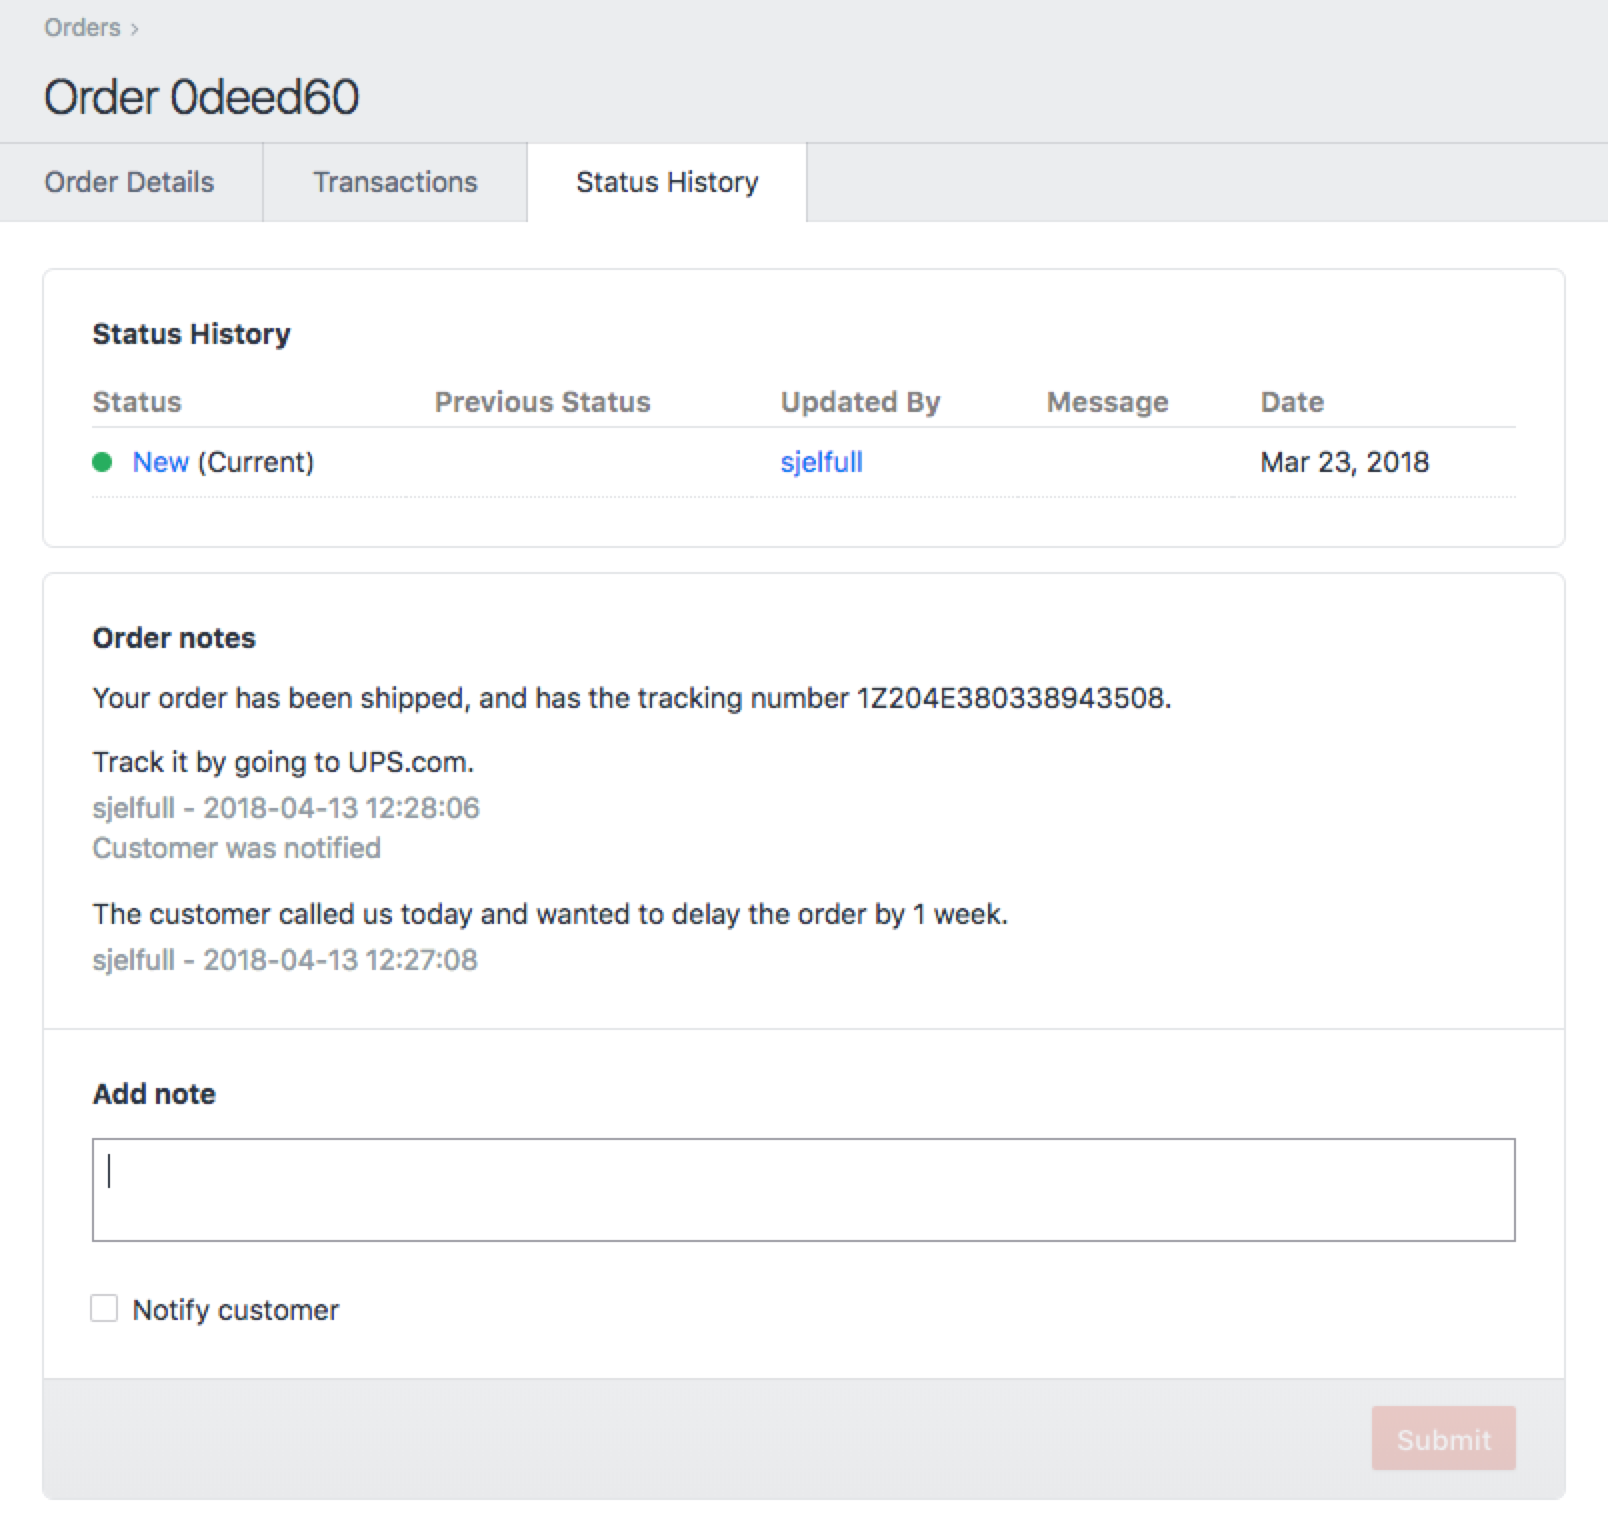 Orders ›
Order 0deed60
Order Details Transactions Status History
Status History
Status Previous Status Updated By Message Date
New (Current) sjelfull Mar 23, 2018
Order notes
Your order has been shipped, and has the tracking number 1Z204E380338943508.
Track it by going to UPS.com.
sjelfull - 2018-04-13 12:28:06
Customer was notified
The customer called us today and wanted to delay the order by 1 week.
sjelfull - 2018-04-13 12:27:08
Add note
Notify customer
Submit